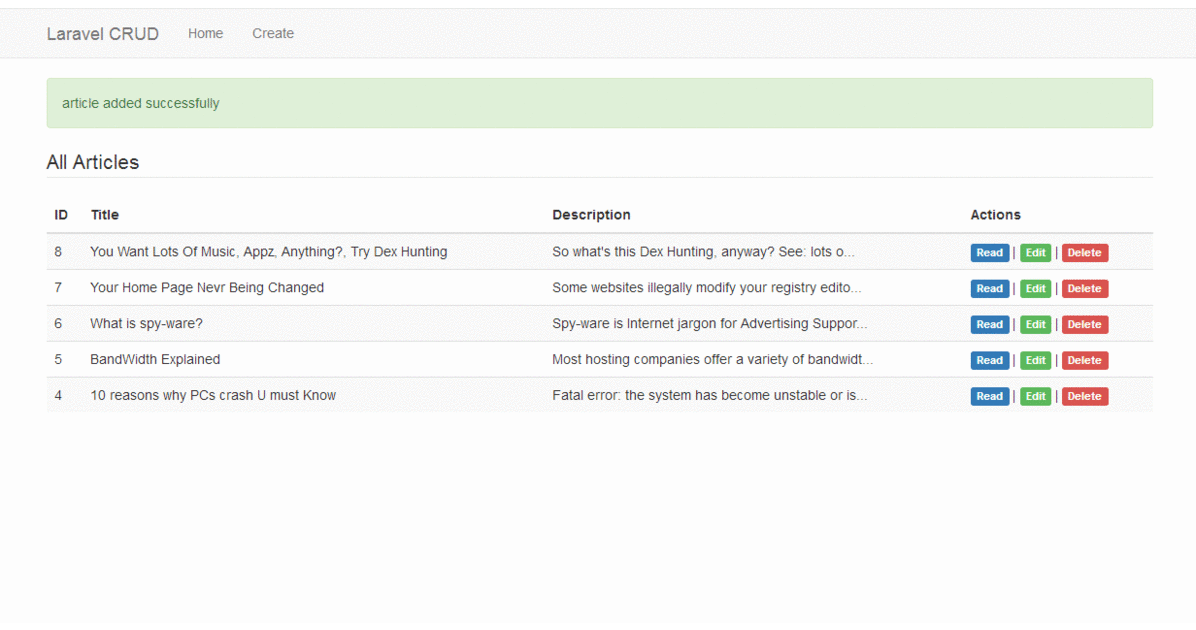 Laravel CRUD Home Create
article added successfully
All Articles
ID Title Description Actions
8 You Want Lots Of Music, Appz, Anything?, Try Dex Hunting So what's this Dex Hunting, anyway? See: lots o... Read | Edit | Delete
7 Your Home Page Nevr Being Changed Some websites illegally modify your registry edito... Read | Edit | Delete
6 What is spy-ware? Spy-ware is Internet jargon for Advertising Suppor... Read | Edit | Delete
5 BandWidth Explained Most hosting companies offer a variety of bandwidt... Read | Edit | Delete
4 10 reasons why PCs crash U must Know Fatal error: the system has become unstable or is... Read | Edit | Delete